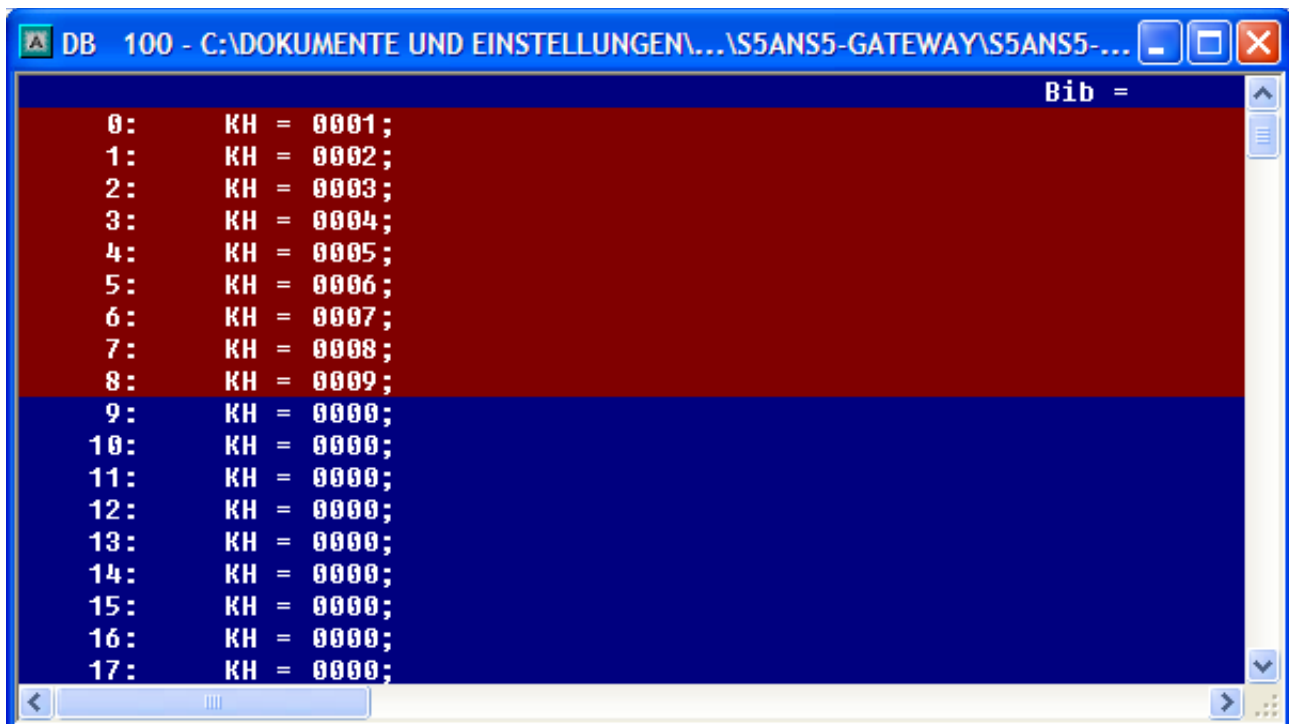 DB 100 - C:\DOKUMENTE UND EINSTELLUNGEN\...\S5ANS5-GATEWAY\S5ANS5-...
Bib =
0: KH = 0001;
1: KH = 0002;
2: KH = 0003;
3: KH = 0004;
4: KH = 0005;
5: KH = 0006;
6: KH = 0007;
7: KH = 0008;
8: KH = 0009;
9: KH = 0000;
10: KH = 0000;
11: KH = 0000;
12: KH = 0000;
13: KH = 0000;
14: KH = 0000;
15: KH = 0000;
16: KH = 0000;
17: KH = 0000;